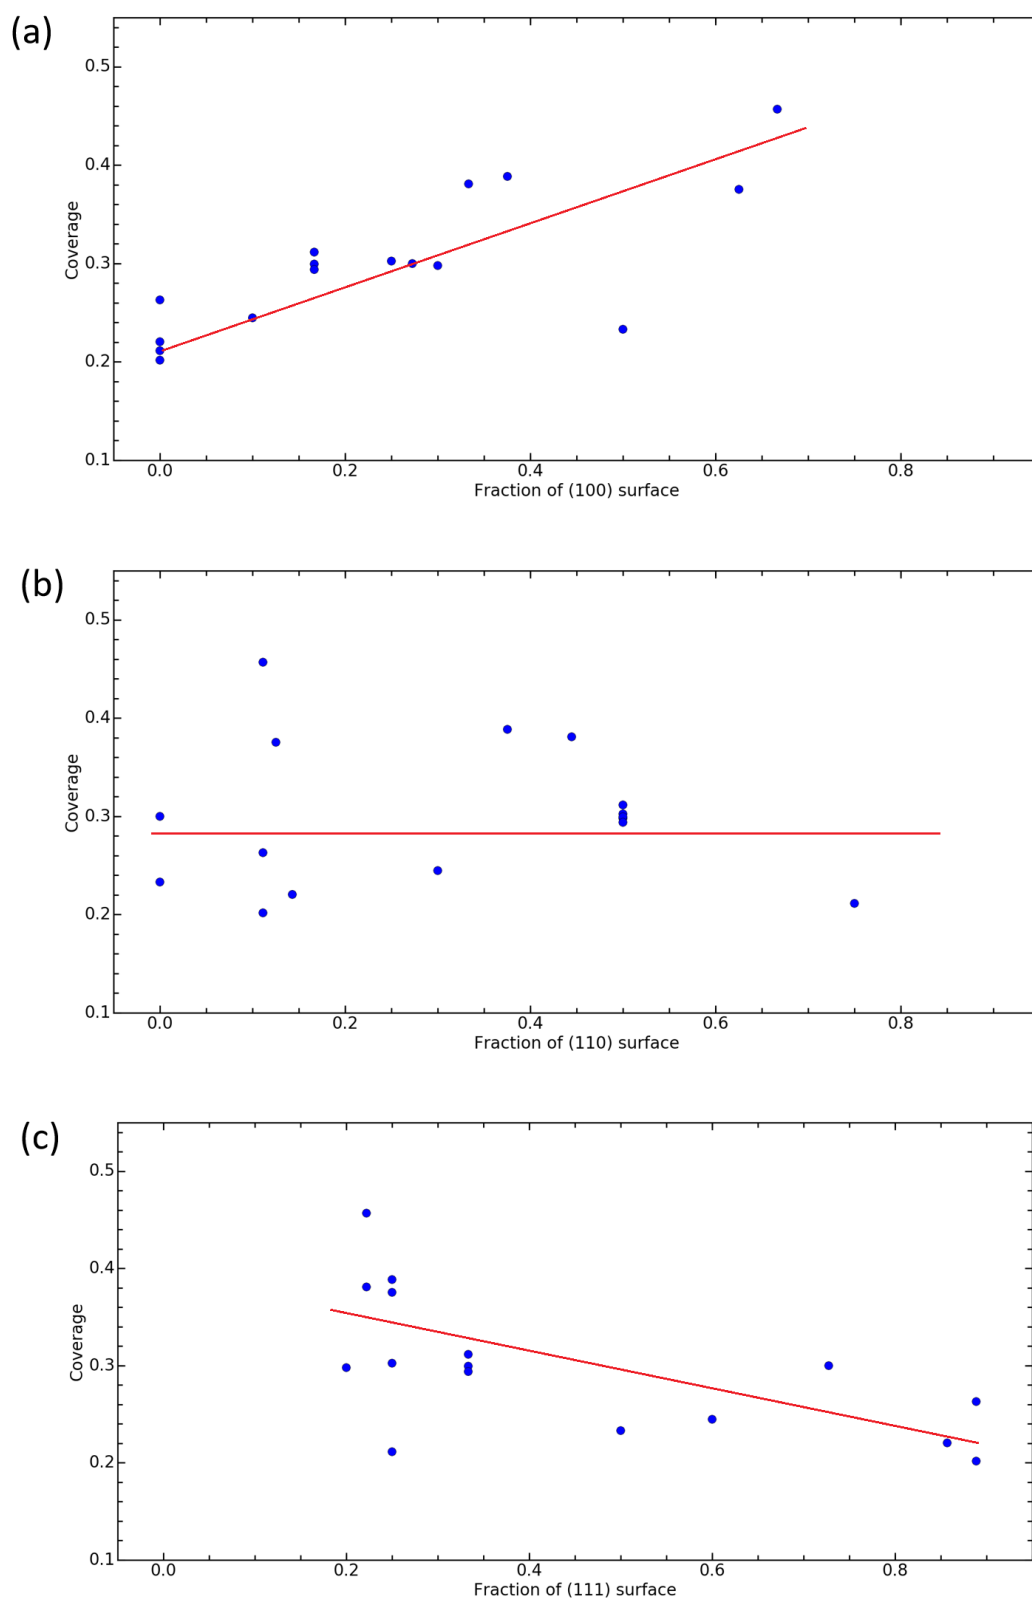 (a)
0.5
0.4
0.3
0.2
0.1
Coverage
0.0 0.2 0.4 0.6 0.8
Fraction of (100) surface
(b)
0.5
0.4
0.3
0.2
0.1
Coverage
0.0 0.2 0.4 0.6 0.8
Fraction of (110) surface
(c)
0.5
0.4
0.3
0.2
0.1
Coverage
0.0 0.2 0.4 0.6 0.8
Fraction of (111) surface